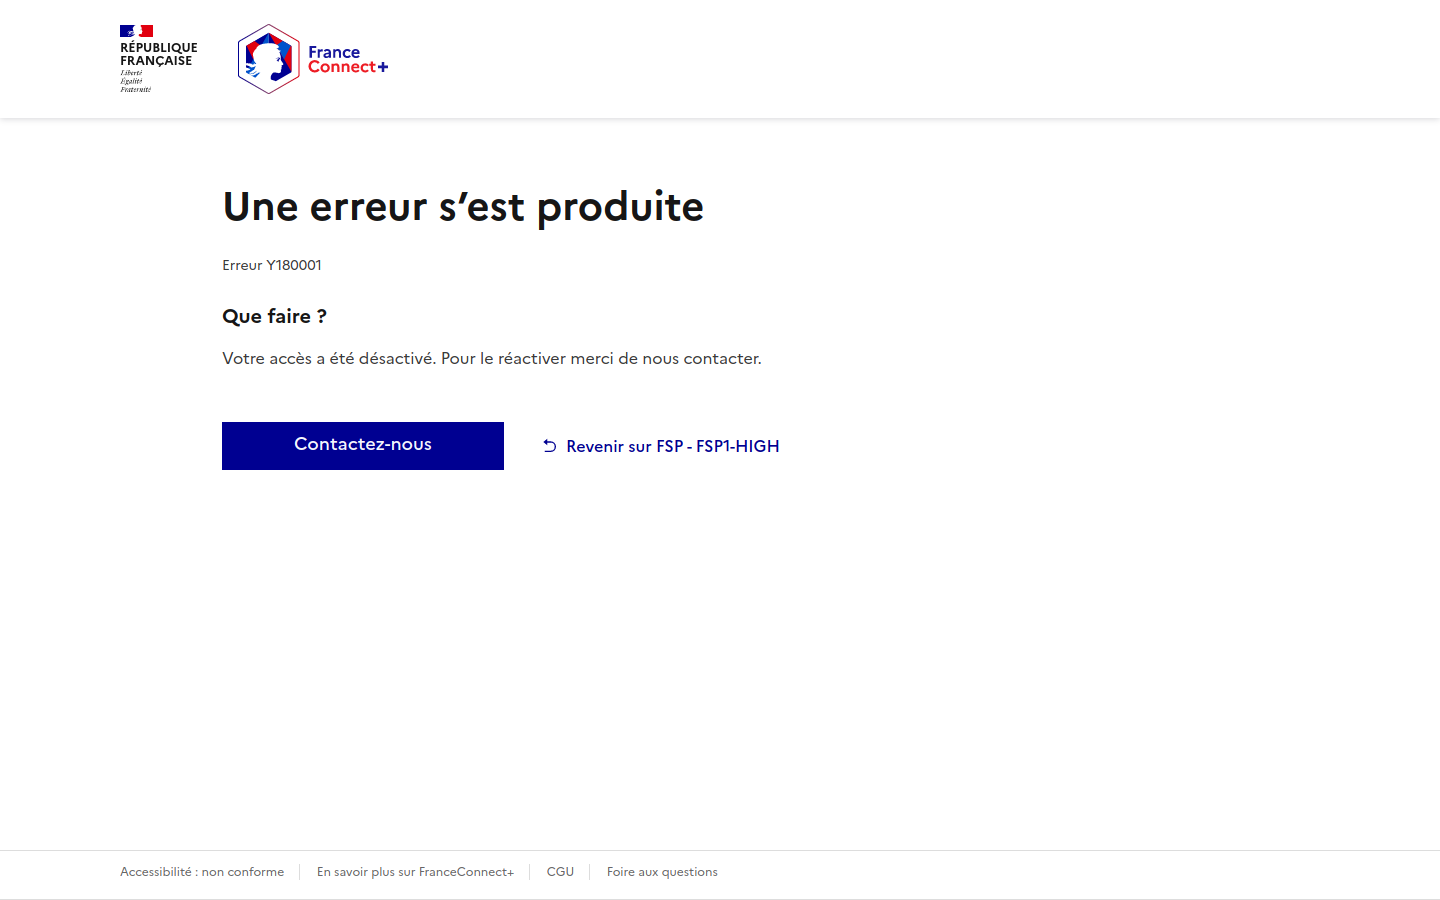 RÉPUBLIQUE
FRANÇAISE
Liberté
Égalité
Fraternité
France
Connect+
Une erreur s’est produite
Erreur Y180001
Que faire ?
Votre accès a été désactivé. Pour le réactiver merci de nous contacter.
Contactez-nous
Revenir sur FSP - FSP1-HIGH
Accessibilité : non conforme
En savoir plus sur FranceConnect+
CGU
Foire aux questions